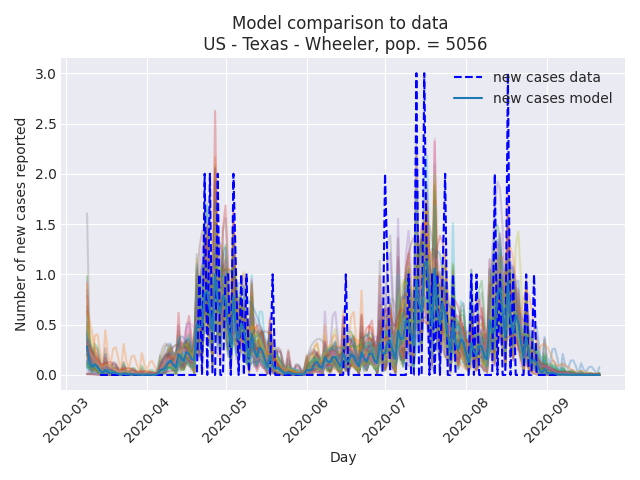 Model comparison to data
US - Texas - Wheeler, pop. = 5056
new cases data
new cases model
Number of new cases reported
3.0
2.5
2.0
1.5
1.0
0.5
0.0
2020-03
2020-04
2020-05
2020-06
2020-07
2020-08
2020-09
Day